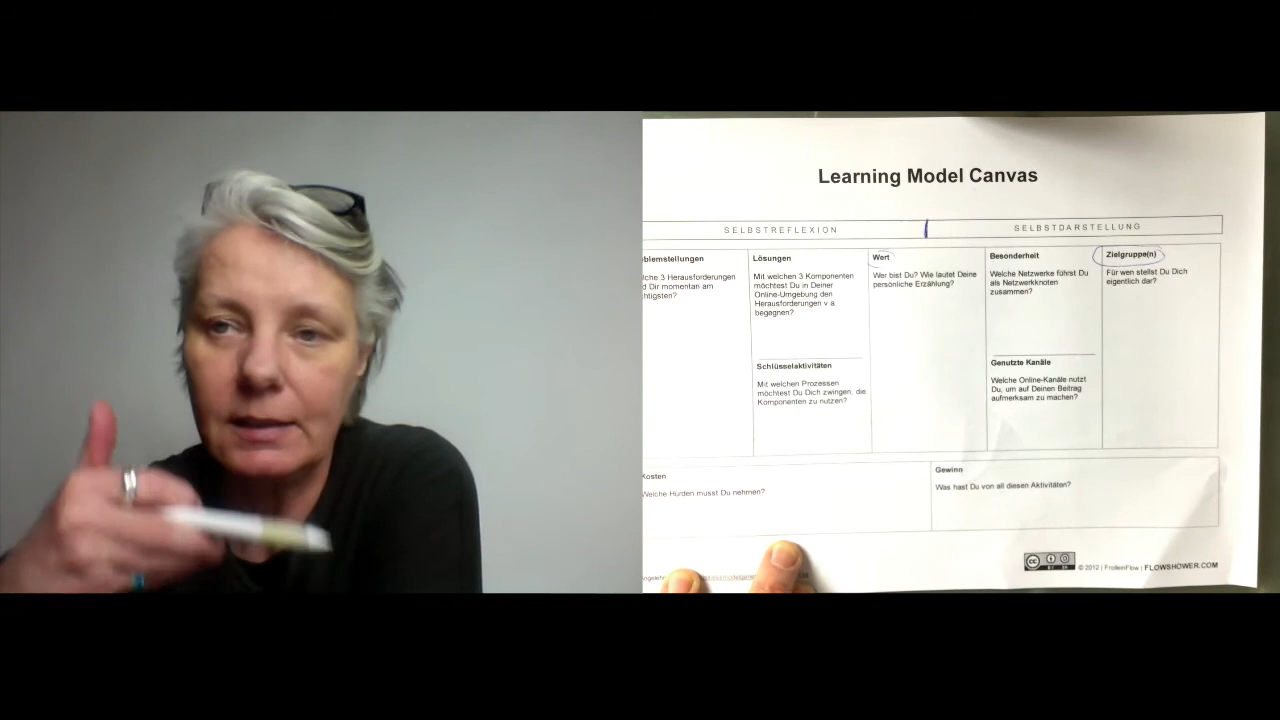 Learning Model Canvas
SELBSTREFLEXION
SELBSTDARSTELLUNG
blemstellungen
lche 3 Herausforderungen
d Dir momentan am
htigsten?
Lösungen
Mit welchen 3 Komponenten
möchtest Du in Deiner
Online-Umgebung den
Herausforderungen v.a.
begegnen?
Schlüsselaktivitäten
Mit welchen Prozessen
möchtest Du Dich zwingen, die
Komponenten zu nutzen?
Wert
Wer bist Du? Wie lautet Deine
persönliche Erzählung?
Besonderheit
Welche Netzwerke führst Du
als Netzwerkknoten
zusammen?
Genutzte Kanäle
Welche Online-Kanäle nutzt
Du, um auf Deinen Beitrag
aufmerksam zu machen?
Zielgruppe(n)
Für wen stellst Du Dich
eigentlich dar?
Kosten
Welche Hürden musst Du nehmen?
Gewinn
Was hast Du von all diesen Aktivitäten?
cc
© 2012 | FrolleinFlow | FLOWSHOWER.COM